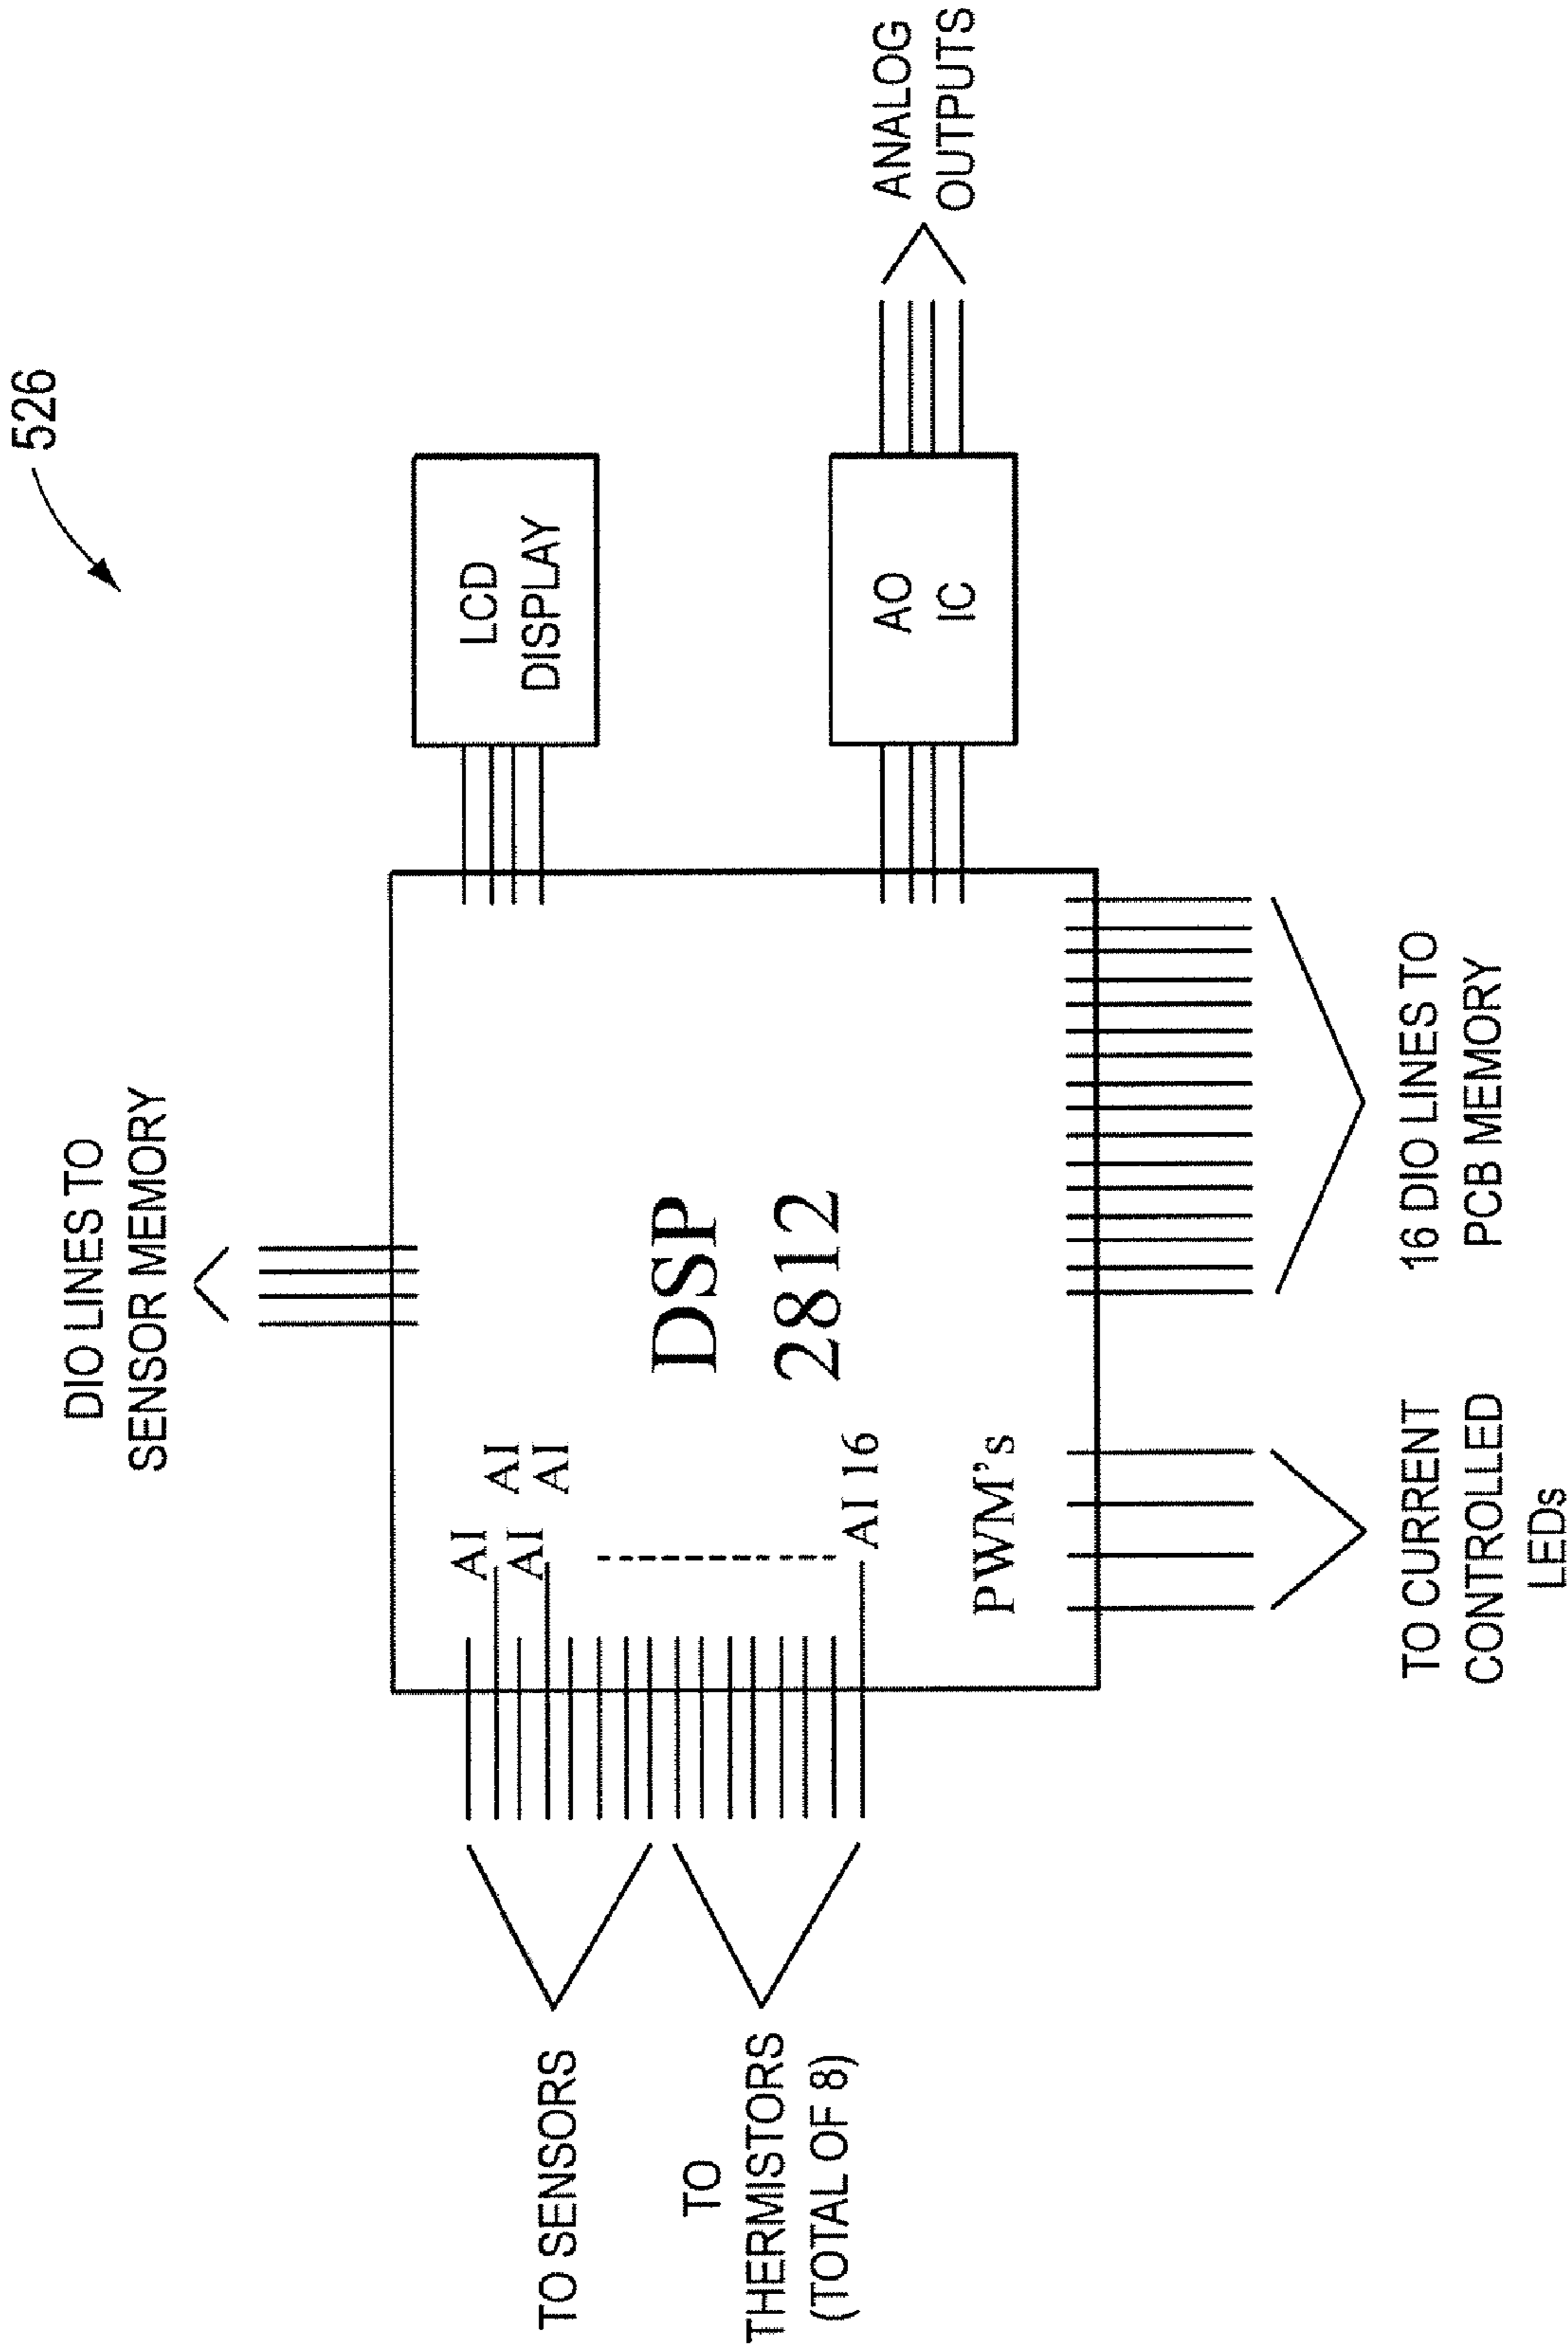 526
DIO LINES TO
SENSOR MEMORY
LCD
DISPLAY
AO
IC
ANALOG
OUTPUTS
AI
AI
AI
AI
AI 16
DSP
2812
PWM's
TO SENSORS
TO
THERMISTORS
(TOTAL OF 8)
TO CURRENT
CONTROLLED
LEDs
16 DIO LINES TO
PCB MEMORY